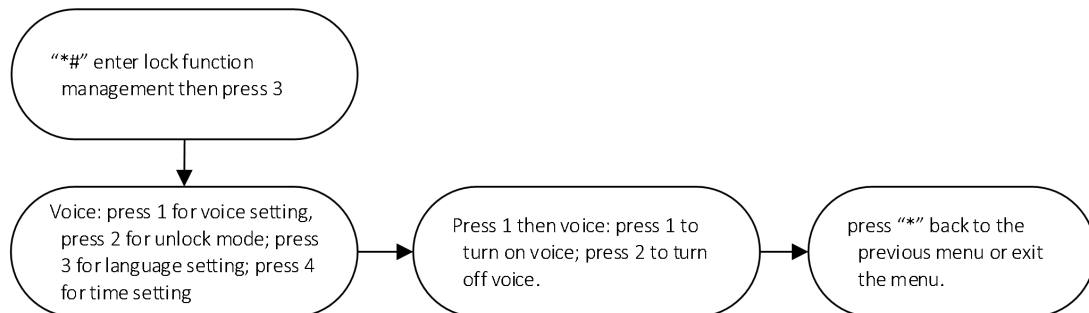 “*#” enter lock function
management then press 3
Voice: press 1 for voice setting,
press 2 for unlock mode; press
3 for language setting; press 4
for time setting
Press 1 then voice: press 1 to
turn on voice; press 2 to turn
off voice.
press “*” back to the
previous menu or exit
the menu.